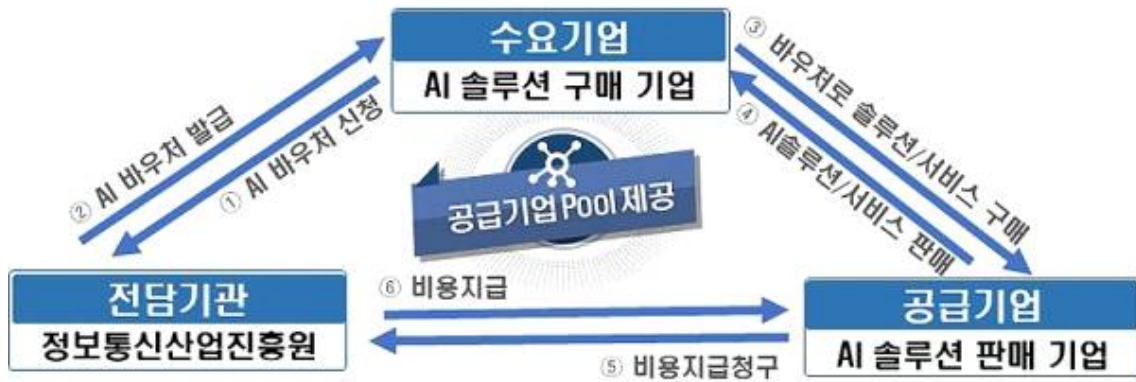 수요기업
AI 솔루션 구매 기업
② AI 바우처 발급
① AI 바우처 신청
③ 바우처로 솔루션/서비스 구매
④ AI솔루션/서비스 판매
공급기업 Pool 제공
전담기관
정보통신산업진흥원
⑥ 비용지급
⑤ 비용지급청구
공급기업
AI 솔루션 판매 기업